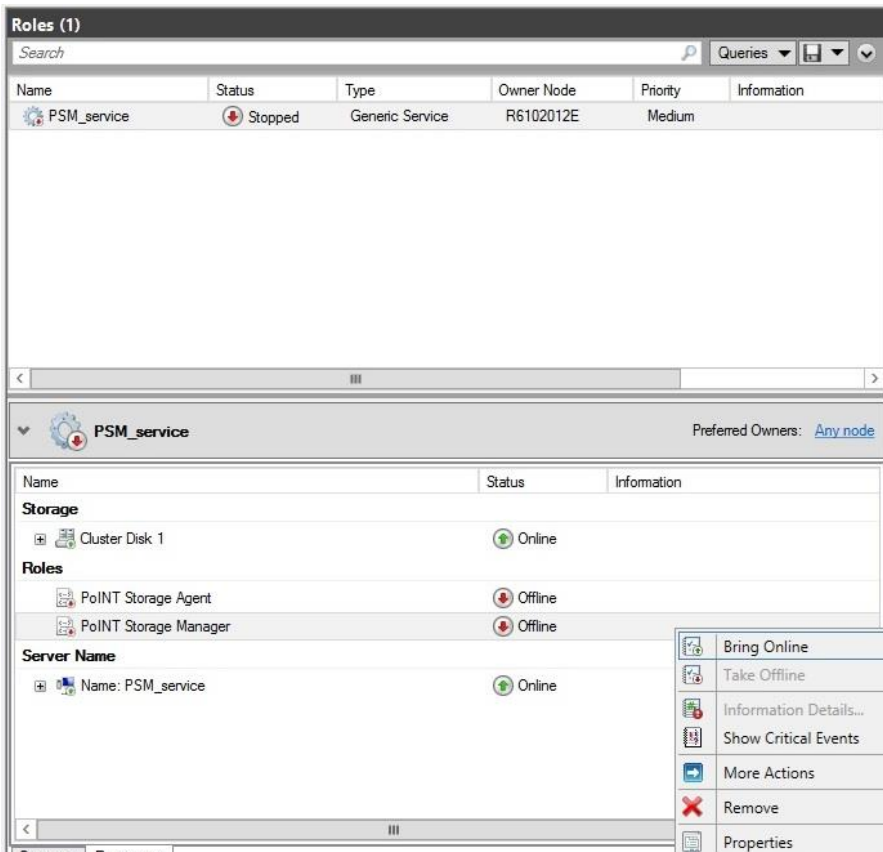 Roles (1)
Search
Queries
Name Status Type Owner Node Priority Information
PSM_service Stopped Generic Service R6102012E Medium
PSM_service Preferred Owners: Any node
Name Status Information
Storage
Cluster Disk 1 Online
Roles
PoINT Storage Agent Offline
PoINT Storage Manager Offline
Bring Online
Server Name
Take Offline
Name: PSM_service Online
Information Details...
Show Critical Events
More Actions
Remove
Properties